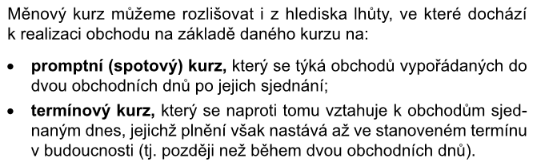 Měnový kurz můžeme rozlišovat i z hlediska lhůty, ve které dochází
k realizaci obchodu na základě daného kurzu na:
• promptní (spotový) kurz, který se týká obchodů vypořádaných do
dvou obchodních dnů po jejich sjednání;
• termínový kurz, který se naproti tomu vztahuje k obchodům sjed-
naným dnes, jejichž plnění však nastává až ve stanoveném termínu
v budoucnosti (tj. později než během dvou obchodních dnů).